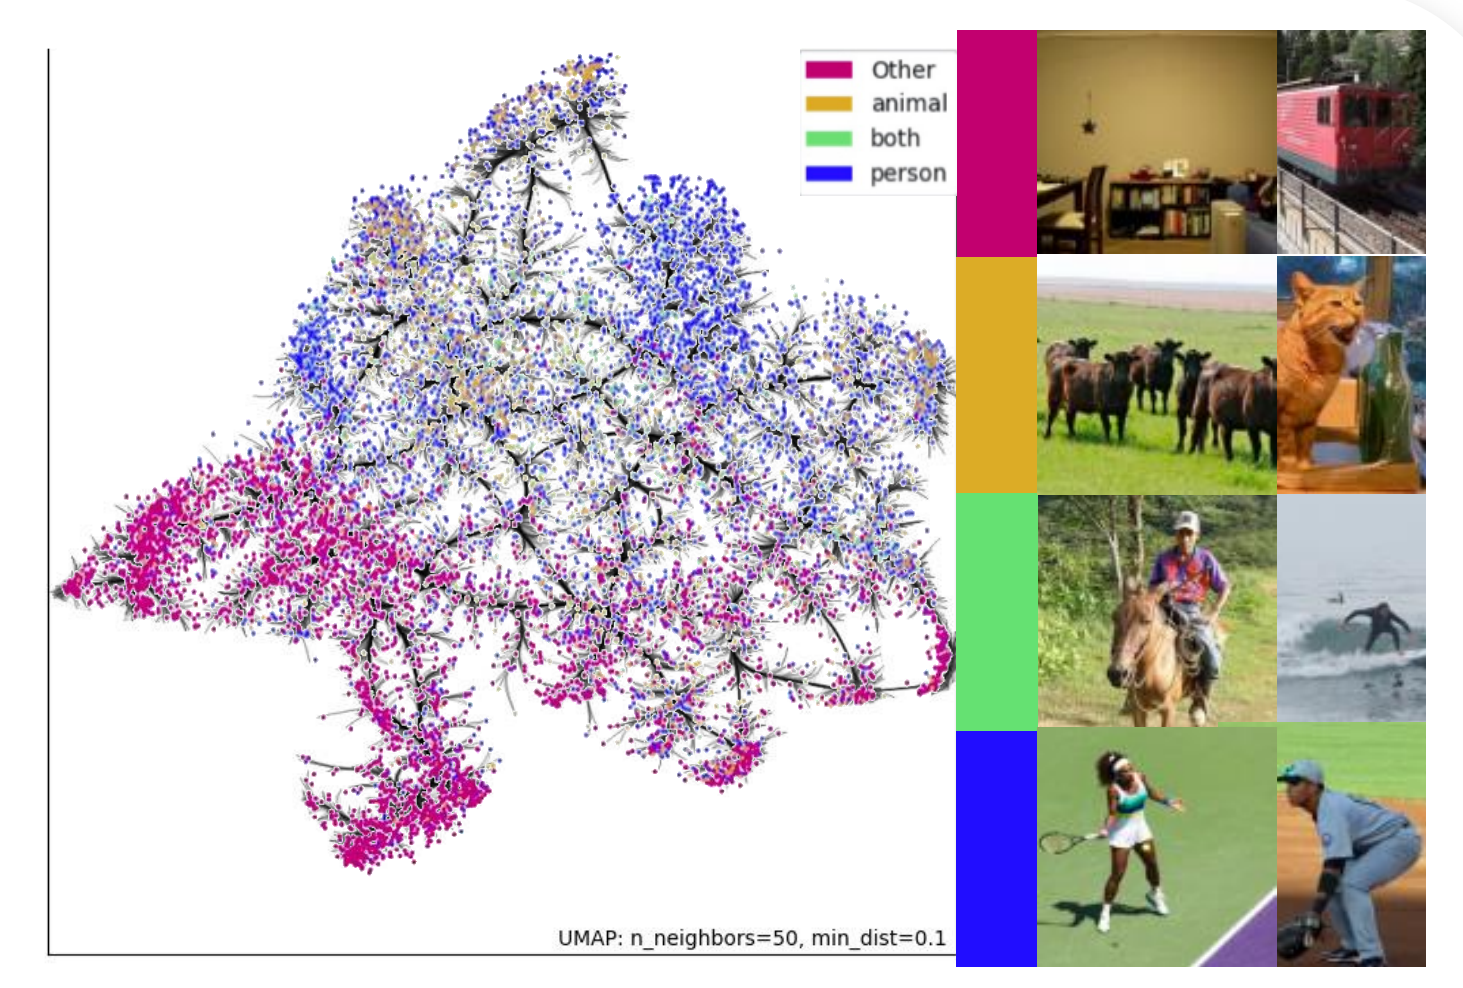 Other
animal
both
person
UMAP: n_neighbors=50, min_dist=0.1